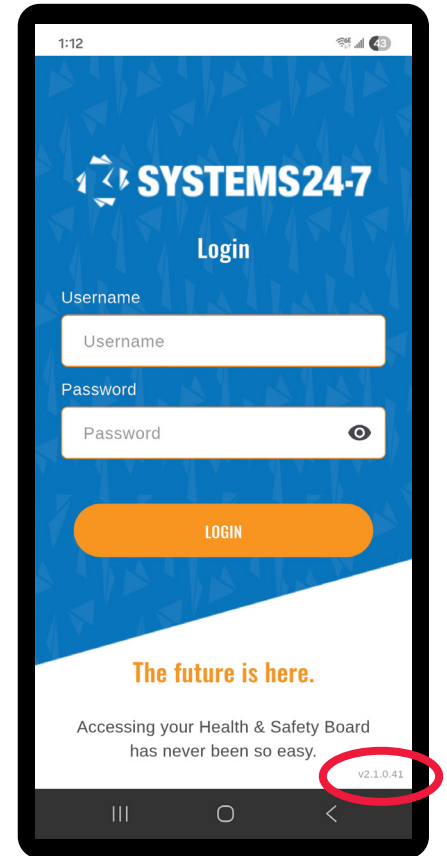 1:12
6E
43
SYSTEMS24-7
Login
Username
Username
Password
Password
LOGIN
The future is here.
Accessing your Health & Safety Board
has never been so easy.
v2.1.0.41